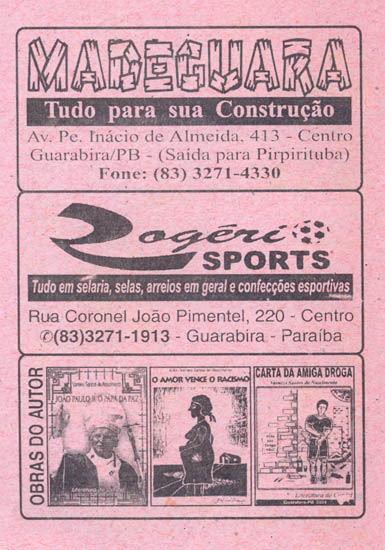 MADEGUARA
Tudo para sua Construção
Av. Pe. Inácio de Almeida, 413 - Centro
Guarabira/PB - (Saída para Pirpirituba)
Fone: (83) 3271-4330
Rogério
SPORTS
Tudo em selaria, selas, arreios em geral e confecções esportivas
Rua Coronel João Pimentel, 220 - Centro
✆(83)3271-1913 - Guarabira - Paraíba
OBRAS DO AUTOR
JOÃO PAULO II O PAPA DA PAZ
O AMOR VENCE O RACISMO
CARTA DA AMIGA DROGA
Literatura de